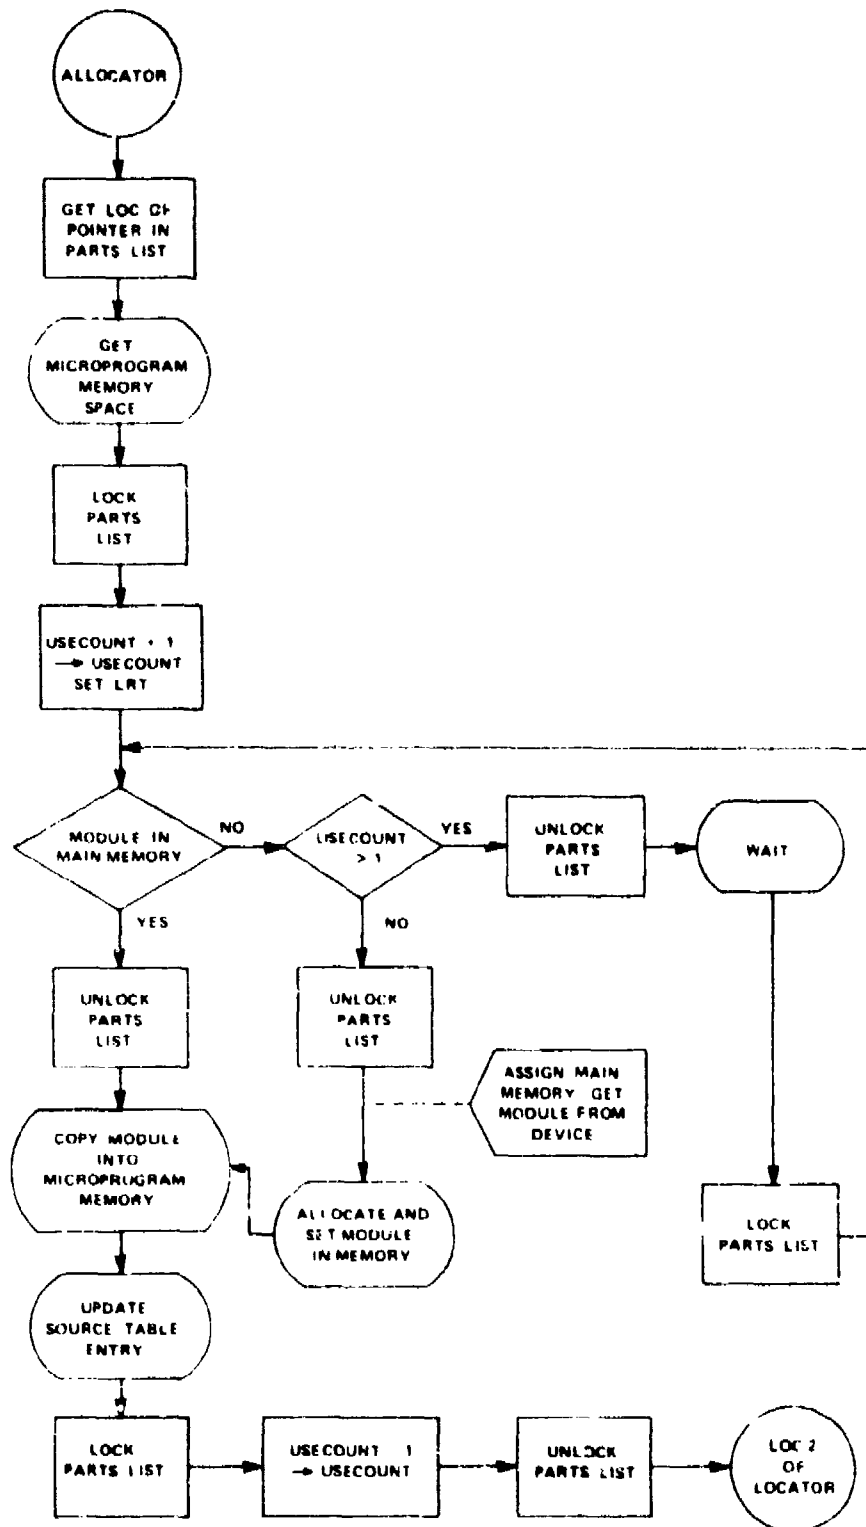 ALLOCATOR
GET LOC OF
POINTER IN
PARTS LIST
GET
MICROPROGRAM
MEMORY
SPACE
LOCK
PARTS
LIST
USECOUNT + 1
→ USECOUNT
SET LRT
MODULE IN
MAIN MEMORY
NO
USECOUNT
> 1
YES
UNLOCK
PARTS
LIST
WAIT
YES
NO
UNLOCK
PARTS
LIST
UNLOCK
PARTS
LIST
ASSIGN MAIN
MEMORY GET
MODULE FROM
DEVICE
COPY MODULE
INTO
MICROPROGRAM
MEMORY
ALLOCATE AND
SET MODULE
IN MEMORY
LOCK
PARTS LIST
UPDATE
SOURCE TABLE
ENTRY
LOCK
PARTS LIST
USECOUNT 1
→ USECOUNT
UNLOCK
PARTS LIST
LOC 2
OF
LOCATOR